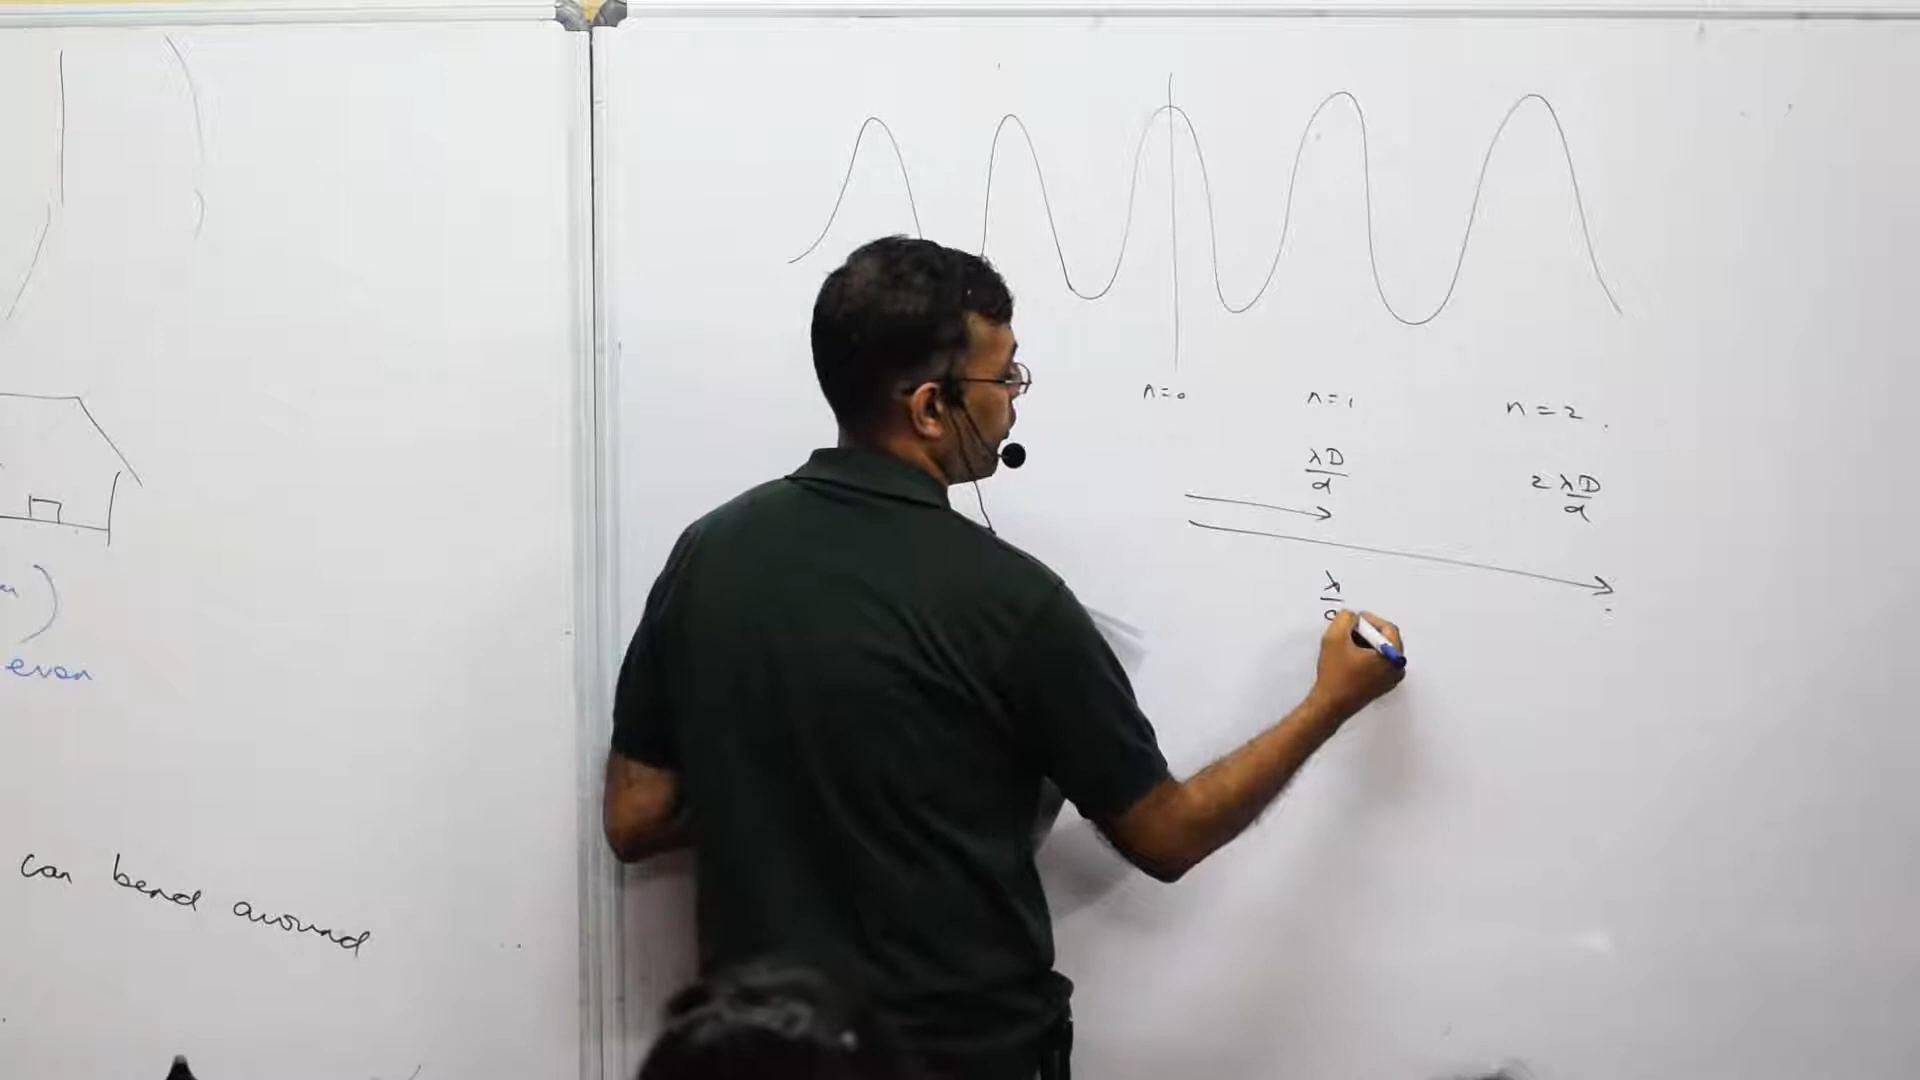 )
even
can bend around
n=0 n=1 n=2
λD/d 2λD/d
λ